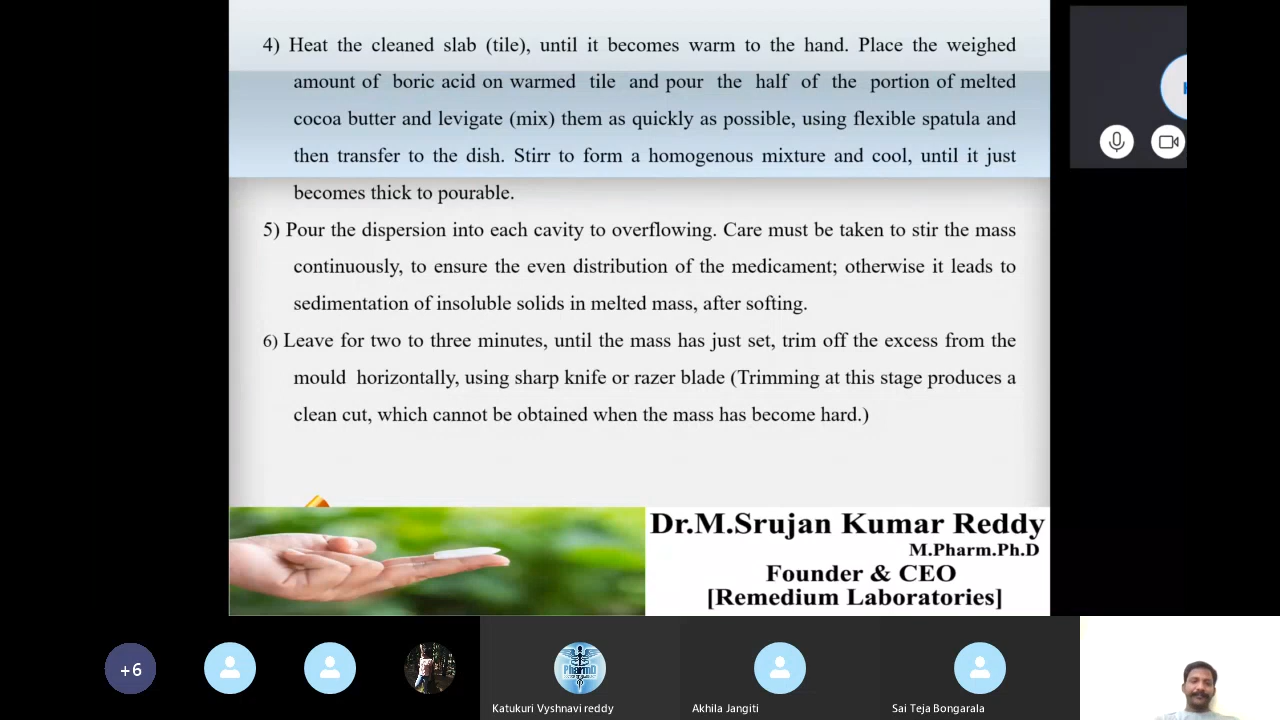 4) Heat the cleaned slab (tile), until it becomes warm to the hand. Place the weighed
amount of boric acid on warmed tile and pour the half of the portion of melted
cocoa butter and levigate (mix) them as quickly as possible, using flexible spatula and
then transfer to the dish. Stirr to form a homogenous mixture and cool, until it just
becomes thick to pourable.
5) Pour the dispersion into each cavity to overflowing. Care must be taken to stir the mass
continuously, to ensure the even distribution of the medicament; otherwise it leads to
sedimentation of insoluble solids in melted mass, after softing.
6) Leave for two to three minutes, until the mass has just set, trim off the excess from the
mould horizontally, using sharp knife or razer blade (Trimming at this stage produces a
clean cut, which cannot be obtained when the mass has become hard.)
Dr.M.Srujan Kumar Reddy
M.Pharm.Ph.D
Founder & CEO
[Remedium Laboratories]
+6
PharmD
Katukuri Vyshnavi reddy
Akhila Jangiti
Sai Teja Bongarala